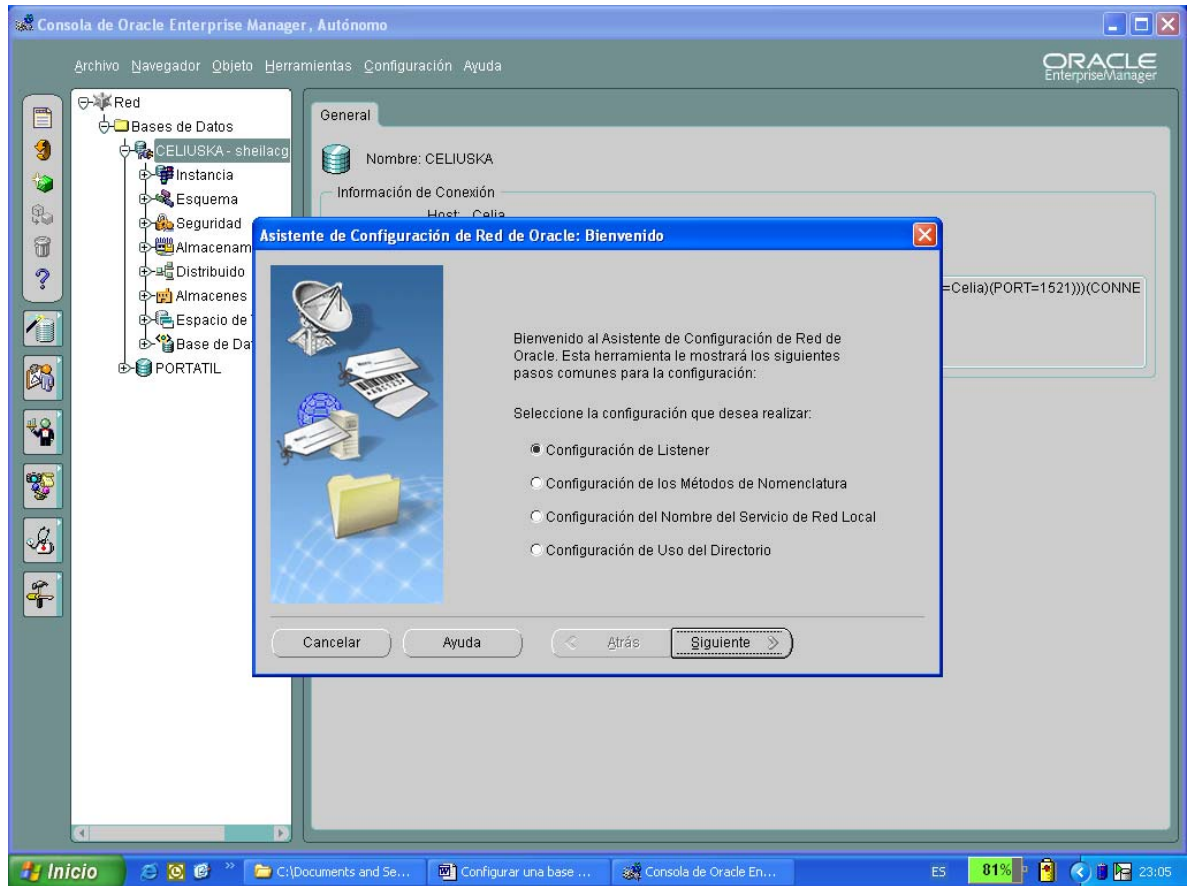 Consola de Oracle Enterprise Manager, Autónomo
Archivo Navegador Objeto Herramientas Configuración Ayuda
ORACLE
EnterpriseManager
Red
Bases de Datos
CELIUSKA - sheilacg
Instancia
Esquema
Seguridad
Almacenam
Distribuido
Almacenes
Espacio de
Base de Da
PORTATIL
General
Nombre: CELIUSKA
Información de Conexión
Host: Celia
=Celia)(PORT=1521)))(CONNE
Asistente de Configuración de Red de Oracle: Bienvenido
Bienvenido al Asistente de Configuración de Red de
Oracle. Esta herramienta le mostrará los siguientes
pasos comunes para la configuración:
Seleccione la configuración que desea realizar:
Configuración de Listener
Configuración de los Métodos de Nomenclatura
Configuración del Nombre del Servicio de Red Local
Configuración de Uso del Directorio
Cancelar Ayuda Atrás Siguiente
Inicio C:\Documents and Se... Configurar una base ... Consola de Oracle En... ES 81% 23:05